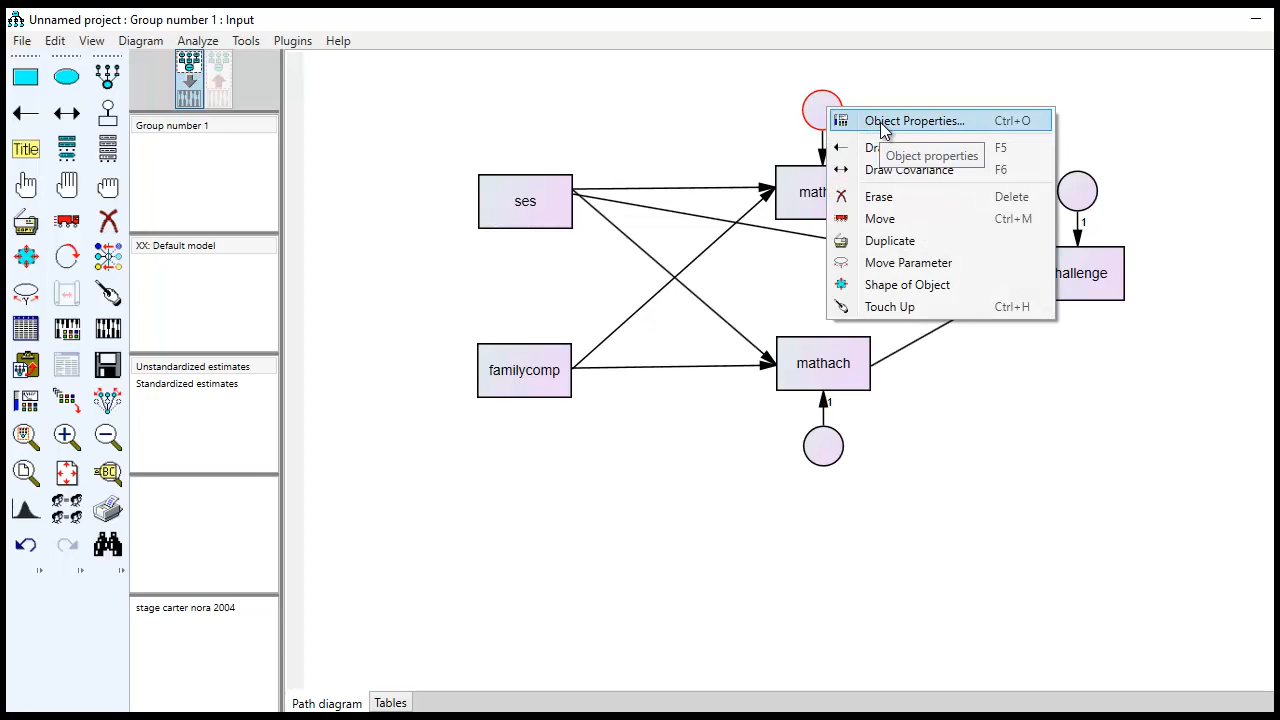 Unnamed project : Group number 1 : Input
File Edit View Diagram Analyze Tools Plugins Help
Title
Group number 1
XX: Default model
Unstandardized estimates
Standardized estimates
stage carter nora 2004
ses
familycomp
math
mathach
hallenge
1
1
Object Properties... Ctrl+O
F5
Object properties
Draw Covariance F6
Erase Delete
Move Ctrl+M
Duplicate
Move Parameter
Shape of Object
Touch Up Ctrl+H
Path diagram Tables